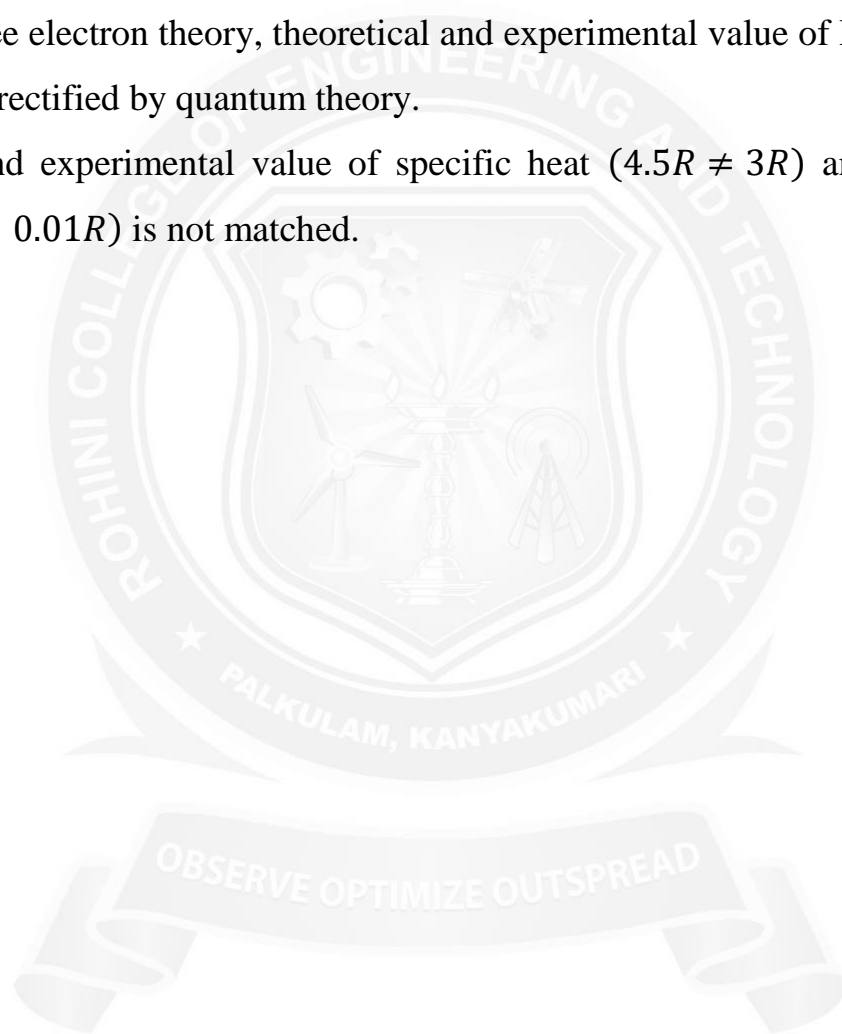 ee electron theory, theoretical and experimental value of
rectified by quantum theory.
nd experimental value of specific heat (4.5R ≠ 3R) a
0.01R) is not matched.
ROHINI COLLEGE OF ENGINEERING AND TECHNOLOGY
PALKULAM, KANYAKUMARI
OBSERVE OPTIMIZE OUTSPREAD